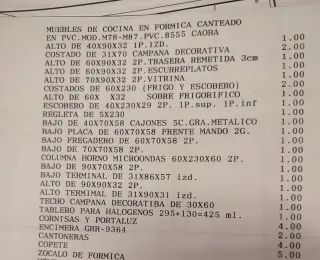 MUEBLES DE COCINA EN FORMICA CANTEADO
EN PVC.MOD.M78-M87.PVC.8555 CAOBA
ALTO DE 40X90X32 1P.IZD. 1.00
COSTADO DE 31X70 CAMPANA DECORATIVA 2.00
ALTO DE 60X90X32 2P.TRASERA REMETIDA 3cm 1.00
ALTO DE 60X90X32 2P.ESCURREPLATOS 1.00
ALTO DE 70X90X32 2P.VITRINA 1.00
COSTADOS DE 60X230 (FRIGO Y ESCOBERO) 2.00
ALTO DE 60X X32 SOBRE FRIGORIFICO 1.00
ESCOBERO DE 40X230X29 2P. 1P.sup. 1P.inf 1.00
REGLETA DE 5X230 1.00
BAJO DE 40X70X58 CAJONES 5C.GRA.METALICO 1.00
BAJO PLACA DE 60X70X58 FRENTE MANDO 2G. 1.00
BAJO FREGADERO DE 60X70X58 2P. 1.00
BAJO DE 70X70X58 2P. 1.00
COLUMNA HORNO MICROONDAS 60X230X60 2P. 1.00
BAJO DE 90X70X58 2P. 1.00
BAJO TERMINAL DE 31X86X57 izd. 1.00
ALTO DE 90X90X32 2P. 1.00
ALTO TERMINAL DE 31X90X31 izd. 1.00
TECHO CAMPANA DECORATIBA DE 30X60 1.00
TABLERO PARA HALOGENOS 295+130=425 ml. 1.00
CORNISAS Y PORTALUZ 1.00
ENCIMERA GRR-9364 4.00
CANTONERAS 2.00
COPETE 4.00
ZOCALO DE FORMICA 5.00